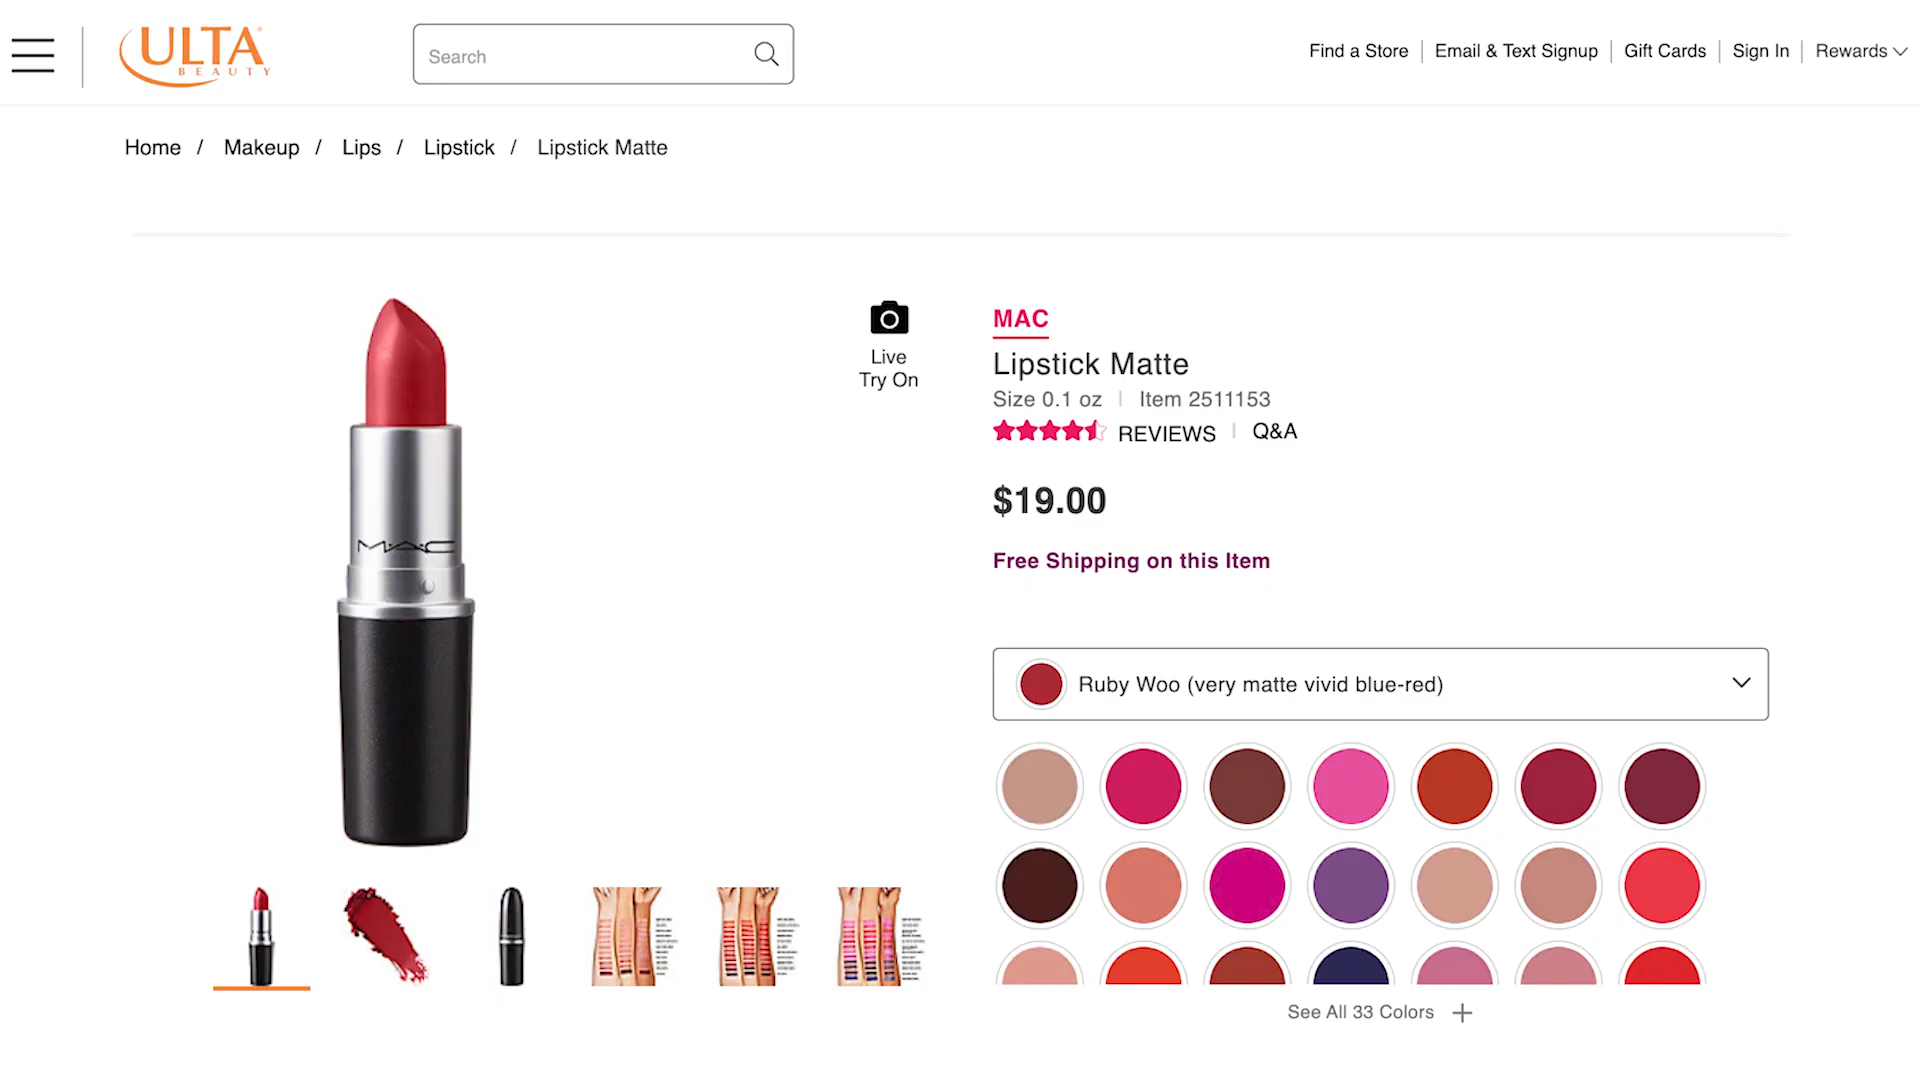 ULTA
BEAUTY
Search
Find a Store
Email & Text Signup
Gift Cards
Sign In
Rewards
Home / Makeup / Lips / Lipstick / Lipstick Matte
Live
Try On
MAC
Lipstick Matte
Size 0.1 oz
Item 2511153
REVIEWS
Q&A
$19.00
Free Shipping on this Item
MAC
Ruby Woo (very matte vivid blue-red)
See All 33 Colors